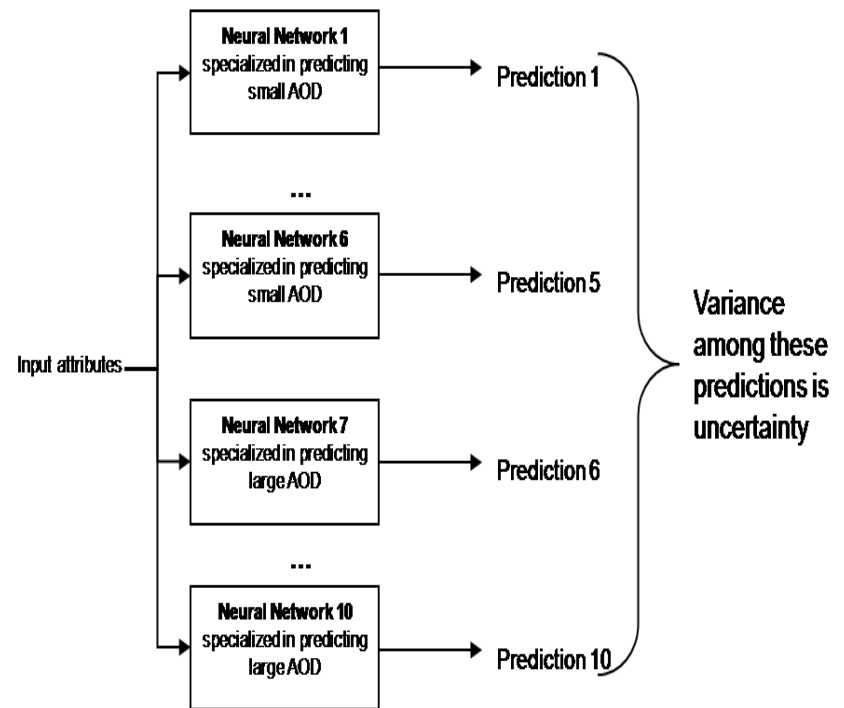 Neural Network 1
specialized in predicting
small AOD
Prediction 1
...
Neural Network 6
specialized in predicting
small AOD
Prediction 5
Input attributes
Neural Network 7
specialized in predicting
large AOD
Prediction 6
...
Neural Network 10
specialized in predicting
large AOD
Prediction 10
Variance
among these
predictions is
uncertainty